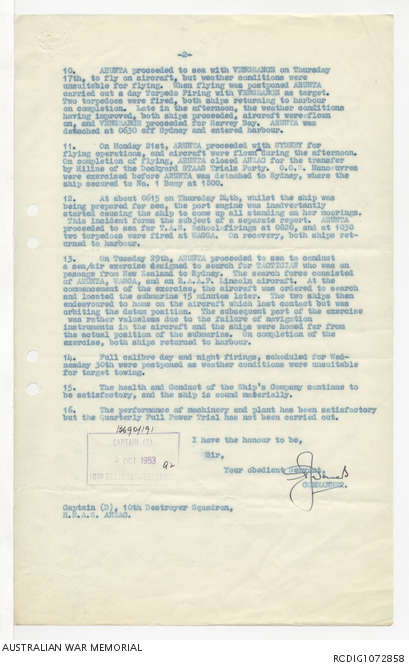 -2-
10. ARUNTA proceeded to sea with VENGEANCE on Thursday
17th, to fly on aircraft, but weather conditions were
unsuitable for flying. When flying was postponed ARUNTA
carried out a day Torpedo Firing with VENGEANCE as target.
Two torpedoes were fired, both ships returning to harbour
on completion. Late in the afternoon, the weather conditions
having improved, both ships proceeded, aircraft were flown
on, and VENGEANCE proceeded for Hervey Bay. ARUNTA was
detached at 0630 off Sydney and entered harbour.
11. On Monday 21st, ARUNTA proceeded with SYDNEY for
flying operations, and aircraft were flown during the afternoon.
On completion of flying, ARUNTA closed ANZAC for the transfer
by Kiline of the Dockyard STAAG Trials Party. O.O.W. Manoeuvres
were exercised before ARUNTA was detached to Sydney, where the
ship secured to No. 1 Buoy at 1800.
12. At about 0615 on Thursday 24th, whilst the ship was
being prepared for sea, the port engine was inadvertantly
started causing the ship to come up all standing on her moorings.
This incident forms the subject of a separate report. ARUNTA
proceeded to sea for T.A.S. School firings at 0820, and at 1030
two torpedoes were fired at WAGGA. On recovery, both ships ret-
urned to harbour.
13. On Tuesday 29th, ARUNTA proceeded to sea to conduct
a sea/air exercise designed to search for TACTICIAN who was on
passage from New Zealand to Sydney. The search force consisted
of ARUNTA, WAGGA, and an R.A.A.F. Lincoln aircraft. At the
commencement of the exercise, the aircraft was ordered to search
and located the submarine 15 minutes later. The two ships then
endeavoured to home on the aircraft which lost contact but was
orbiting the datum position. The subsequent part of the exercise
was rather valueless due to the failure of navigation
instruments in the aircraft and the ships were homed far from
the actual position of the submarine. On completion of the
exercise, both ships returned to harbour.
14. Full calibre day and night firings, scheduled for Wed-
nesday 30th were postponed as weather conditions were unsuitable
for target towing.
15. The health and Conduct of the Ship's Company continue to
be satisfactory, and the ship is sound materially.
16. The performance of machinery and plant has been satisfactory
but the Quarterly Full Power Trial has not been carried out.
I have the honour to be,
Sir,
Your obedient Servant,
COMMANDER.
CAPTAIN (D)
OCT 1953
Captain (D), 10th Destroyer Squadron,
H.M.A.S. ANZAC.
AUSTRALIAN WAR MEMORIAL
RCDIG1072858